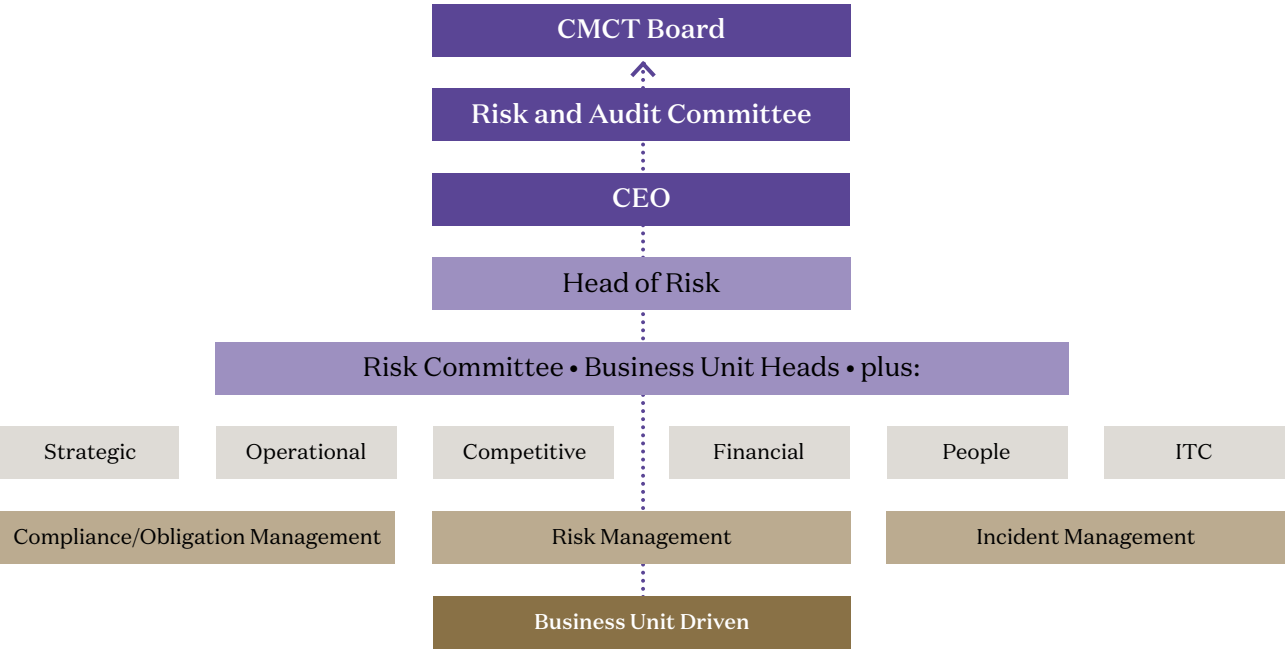 CMCT Board
Risk and Audit Committee
CEO
Head of Risk
Risk Committee • Business Unit Heads • plus:
Strategic
Operational
Competitive
Financial
People
ITC
Compliance/Obligation Management
Risk Management
Incident Management
Business Unit Driven